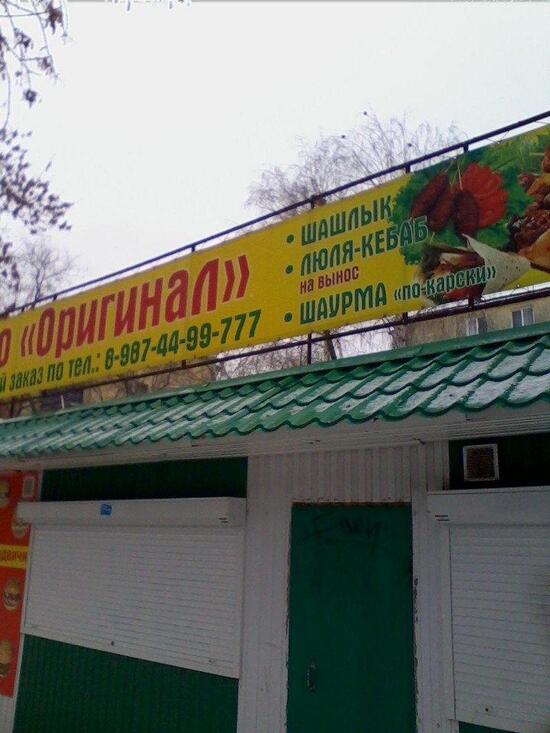 о «Оригинал»
й заказ по тел.: 8-987-44-99-777
• ШАШЛЫК
• ЛЮЛЯ-КЕБАБ
на вынос
• ШАУРМА «по-карски»